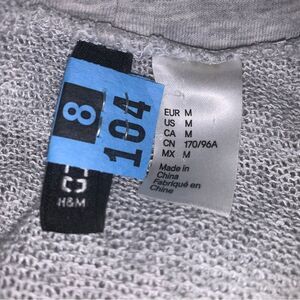 8
104
H&M
EUR M
US M
CA M
CN 170/96A
MX M
Made in
China
Fabriqué en
Chine